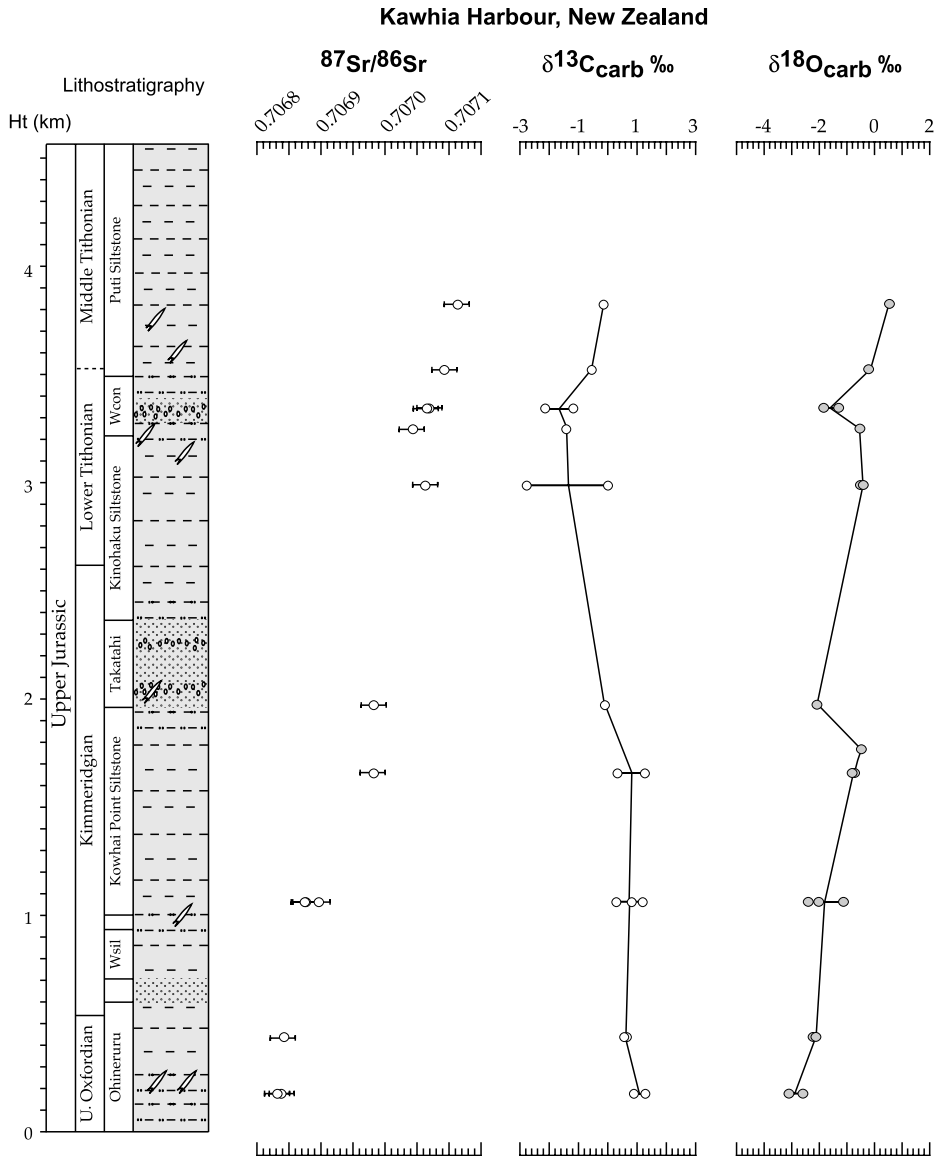 Kawhia Harbour, New Zealand
87Sr/86Sr
δ13Ccarb ‰
δ18Ocarb ‰
Lithostratigraphy
Ht (km)
0.7068
0.7069
0.7070
0.7071
-3
-1
1
3
-4
-2
0
2
4
3
2
1
0
Upper Jurassic
Middle Tithonian
Lower Tithonian
Kimmeridgian
U. Oxfordian
Puti Siltstone
Wcon
Kinohaku Siltstone
Takatahi
Kowhai Point Siltstone
Wsil
Ohineruru